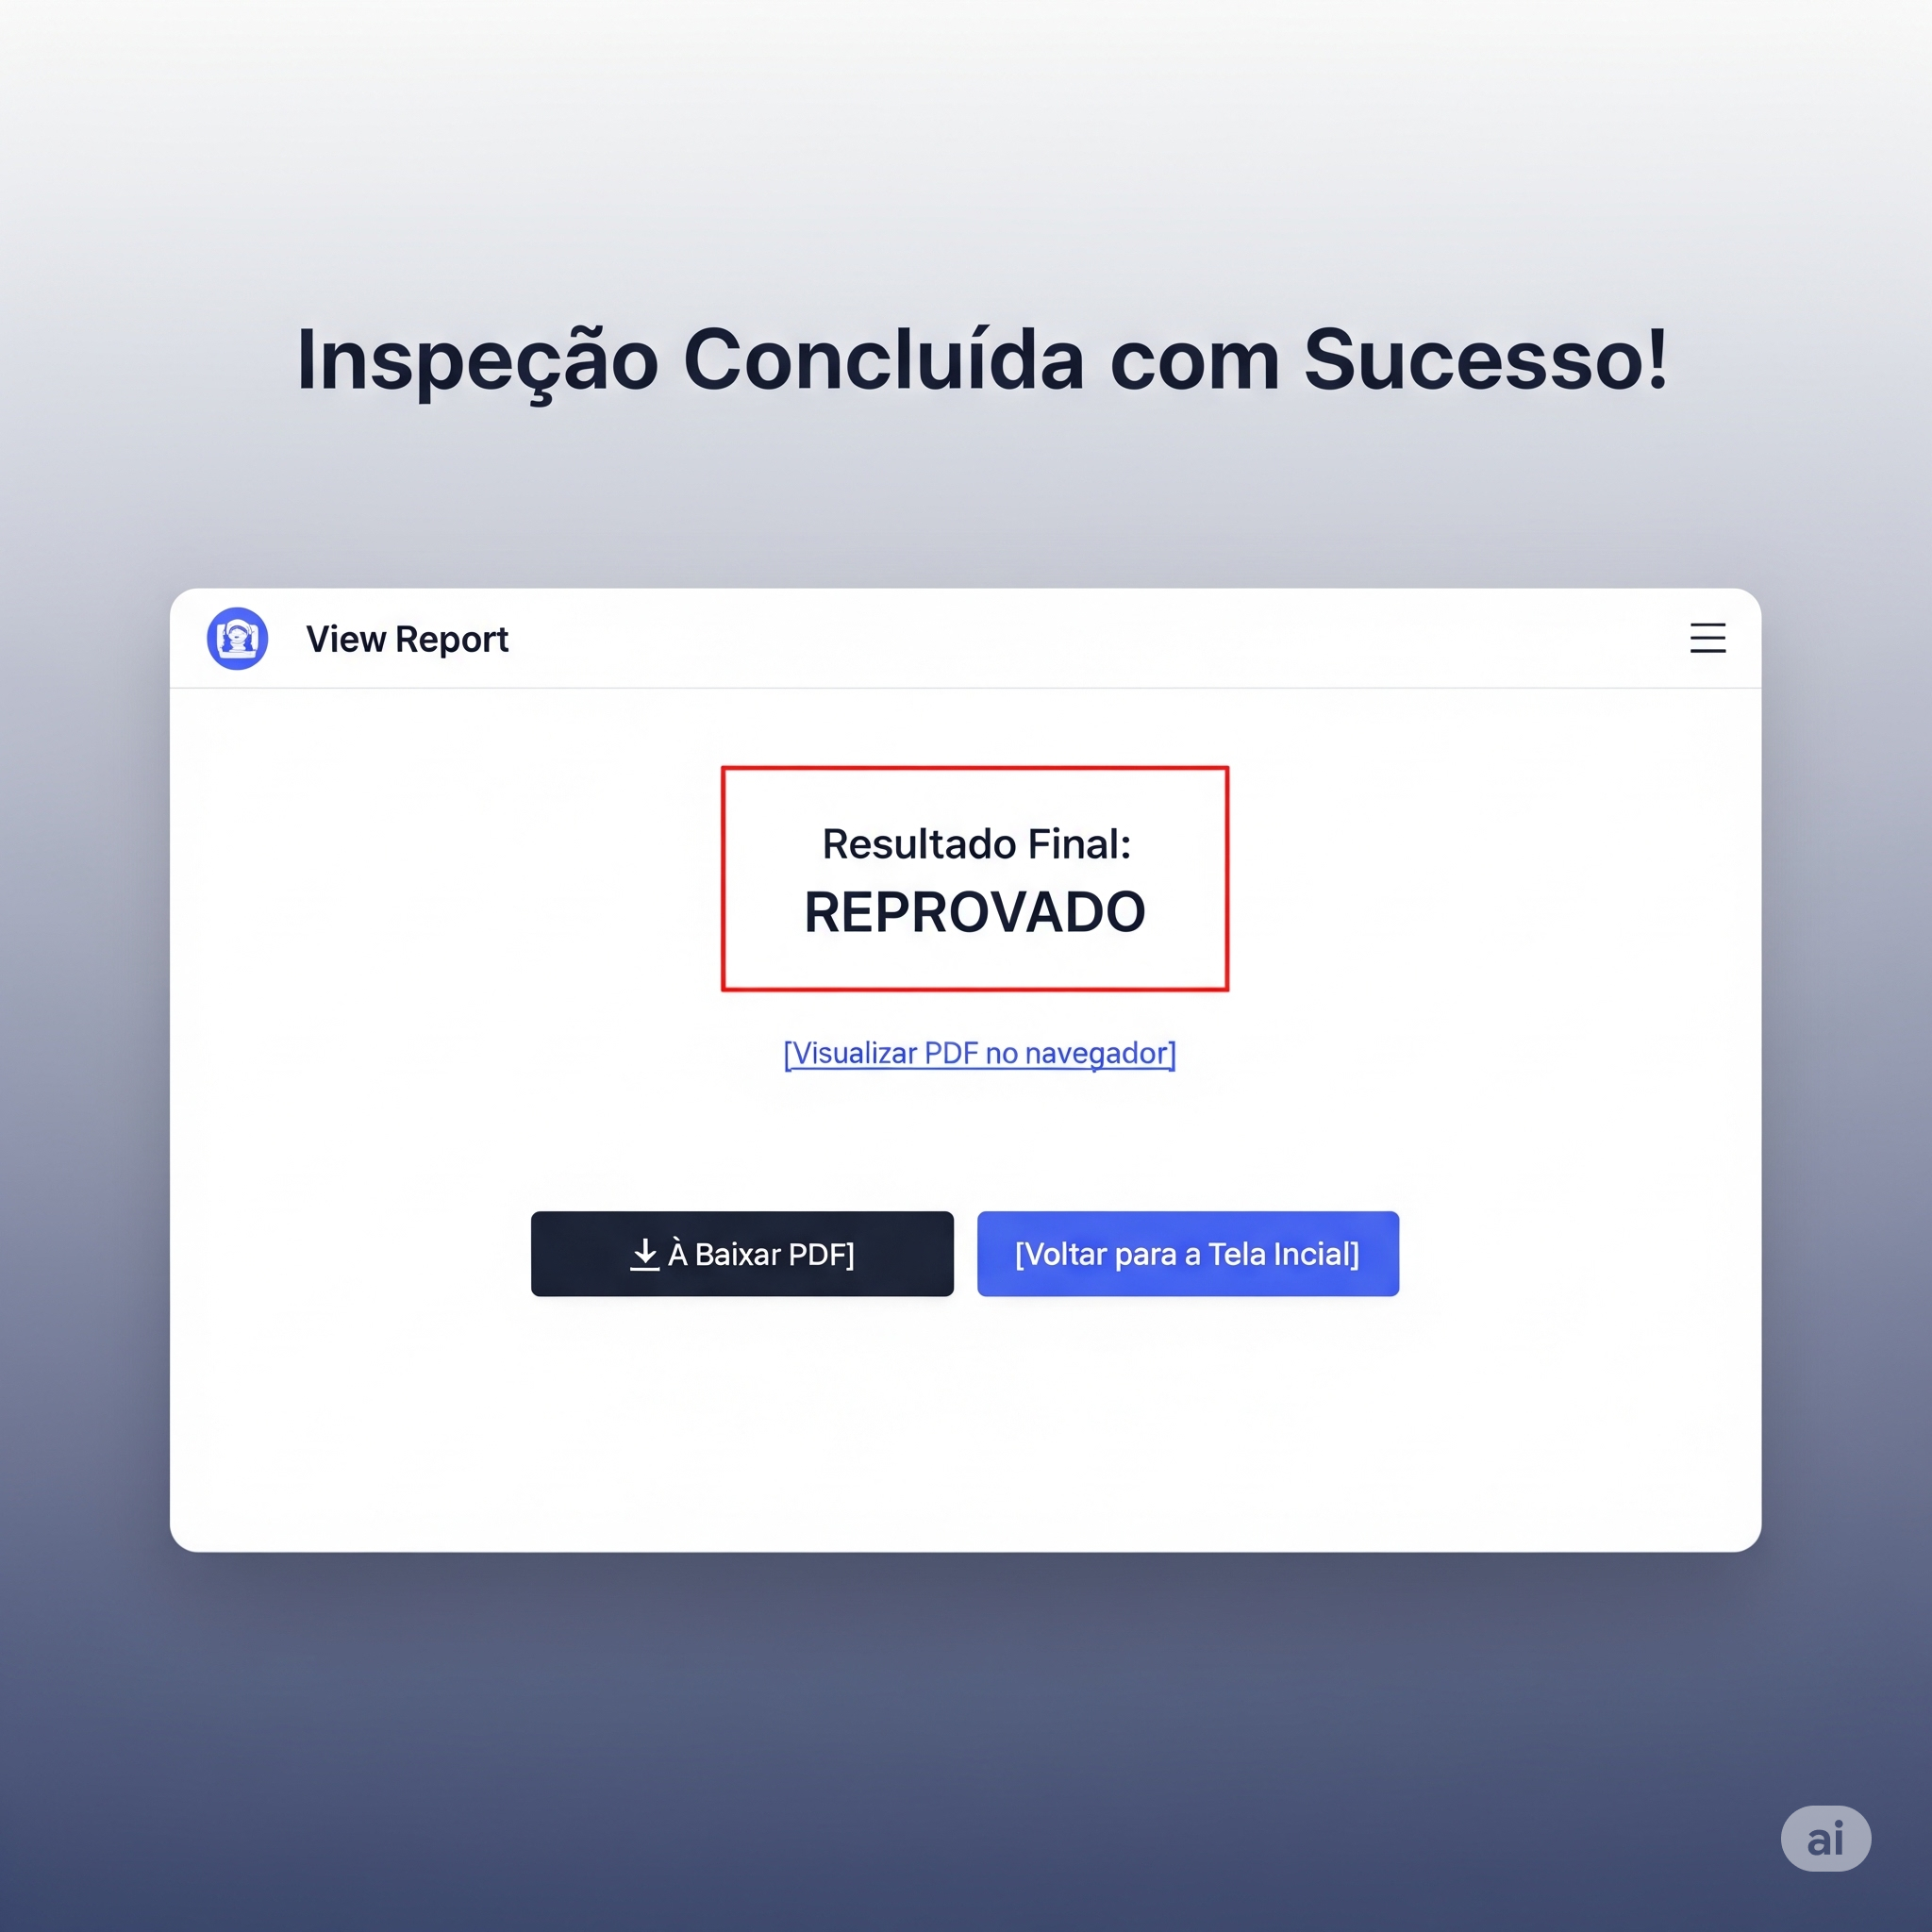 Inspeção Concluída com Sucesso!
View Report
Resultado Final:
REPROVADO
[Visualizar PDF no navegador]
À Baixar PDF]
[Voltar para a Tela Incial]
ai